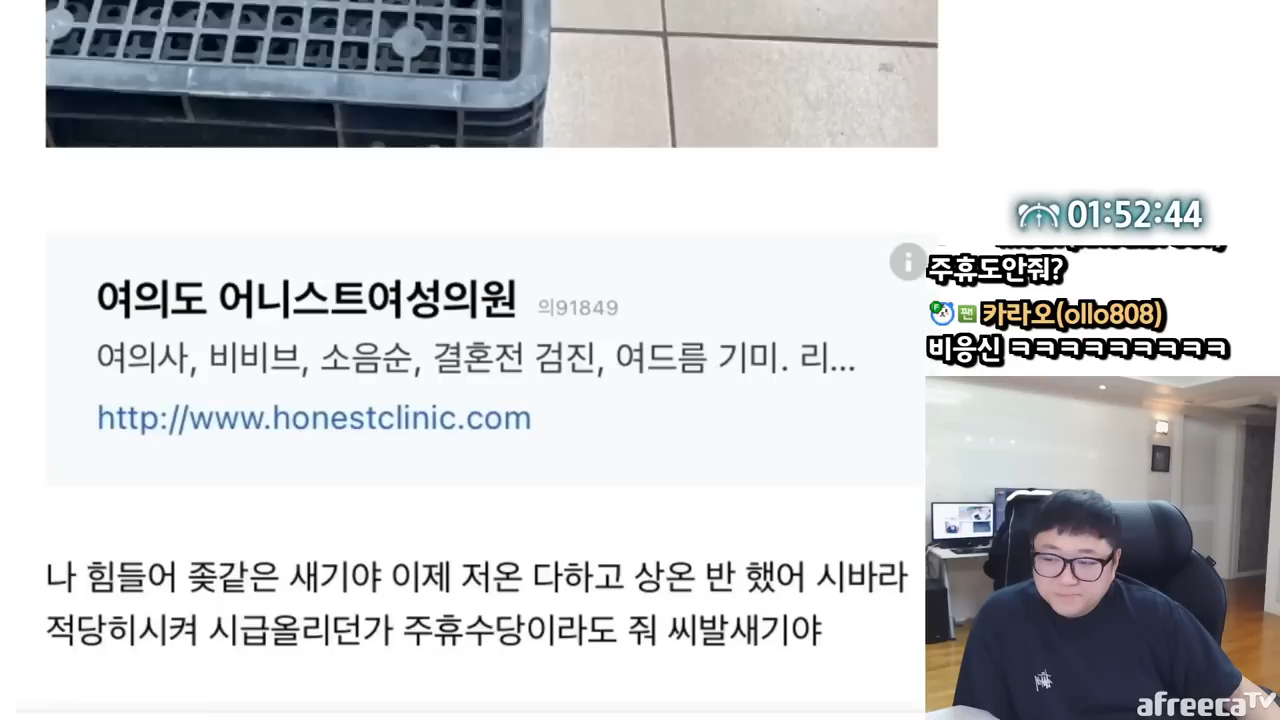 여의도 어니스트여성의원 의91849
여의사, 비비브, 소음순, 결혼전 검진, 여드름 기미. 리...
http://www.honestclinic.com
나 힘들어 좆같은 새기야 이제 저온 다하고 상온 반 했어 시바라
적당히시켜 시급올리던가 주휴수당이라도 줘 씨발새기야
01:52:44
주휴도안줘?
팬 카라오(ollo808)
비응신 ㅋㅋㅋㅋㅋㅋㅋㅋㅋㅋ
afreecaTV